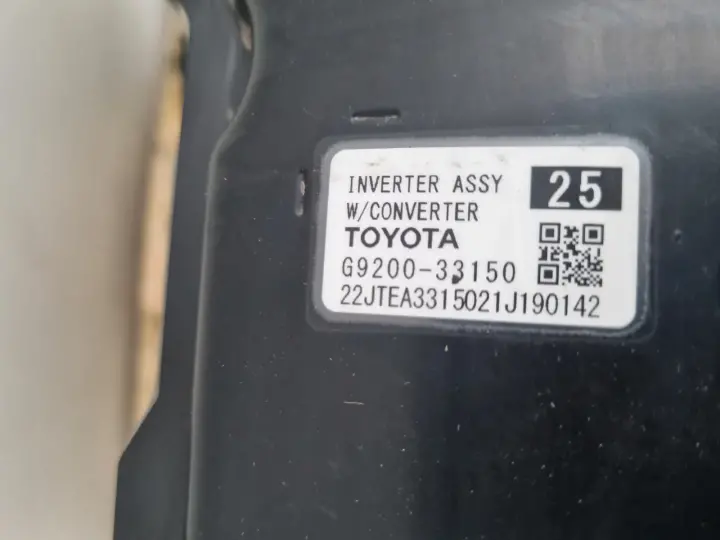 INVERTER ASSY 25
W/CONVERTER
TOYOTA
G9200-33150
22JTEA3315021J190142